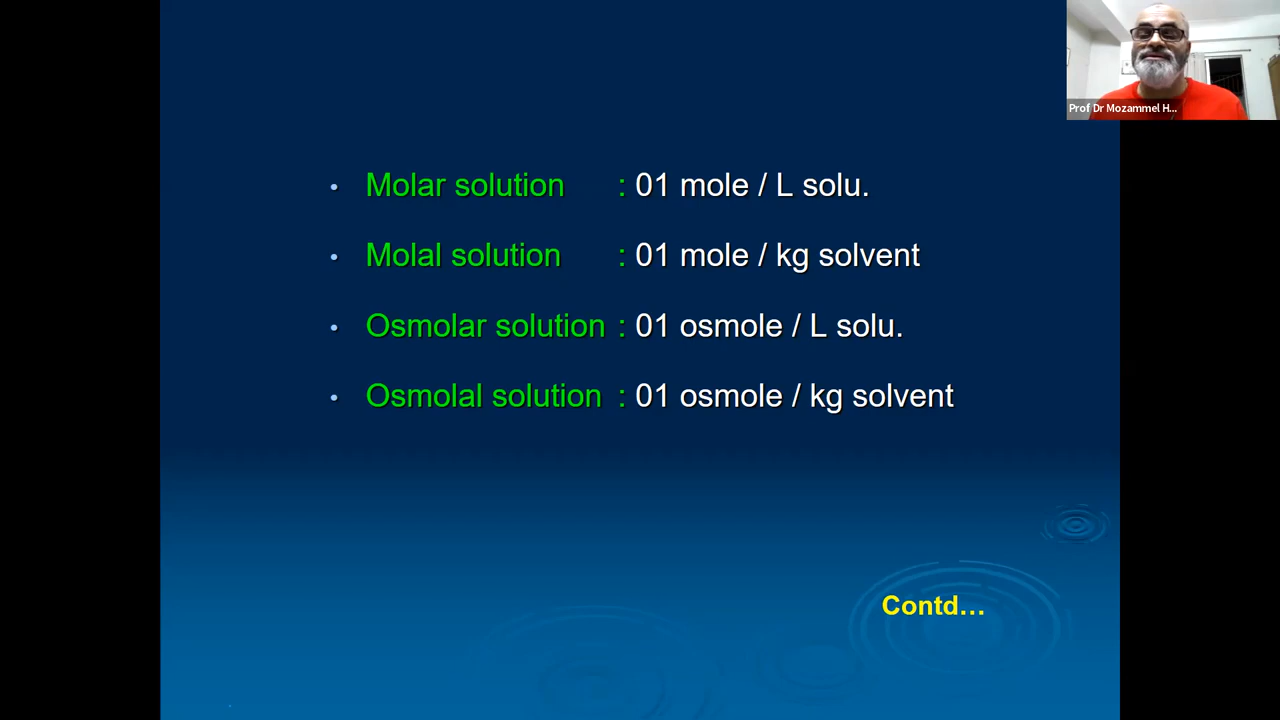 Prof Dr Mozammel H...
• Molar solution : 01 mole / L solu.
• Molal solution : 01 mole / kg solvent
• Osmolar solution : 01 osmole / L solu.
• Osmolal solution : 01 osmole / kg solvent
Contd...